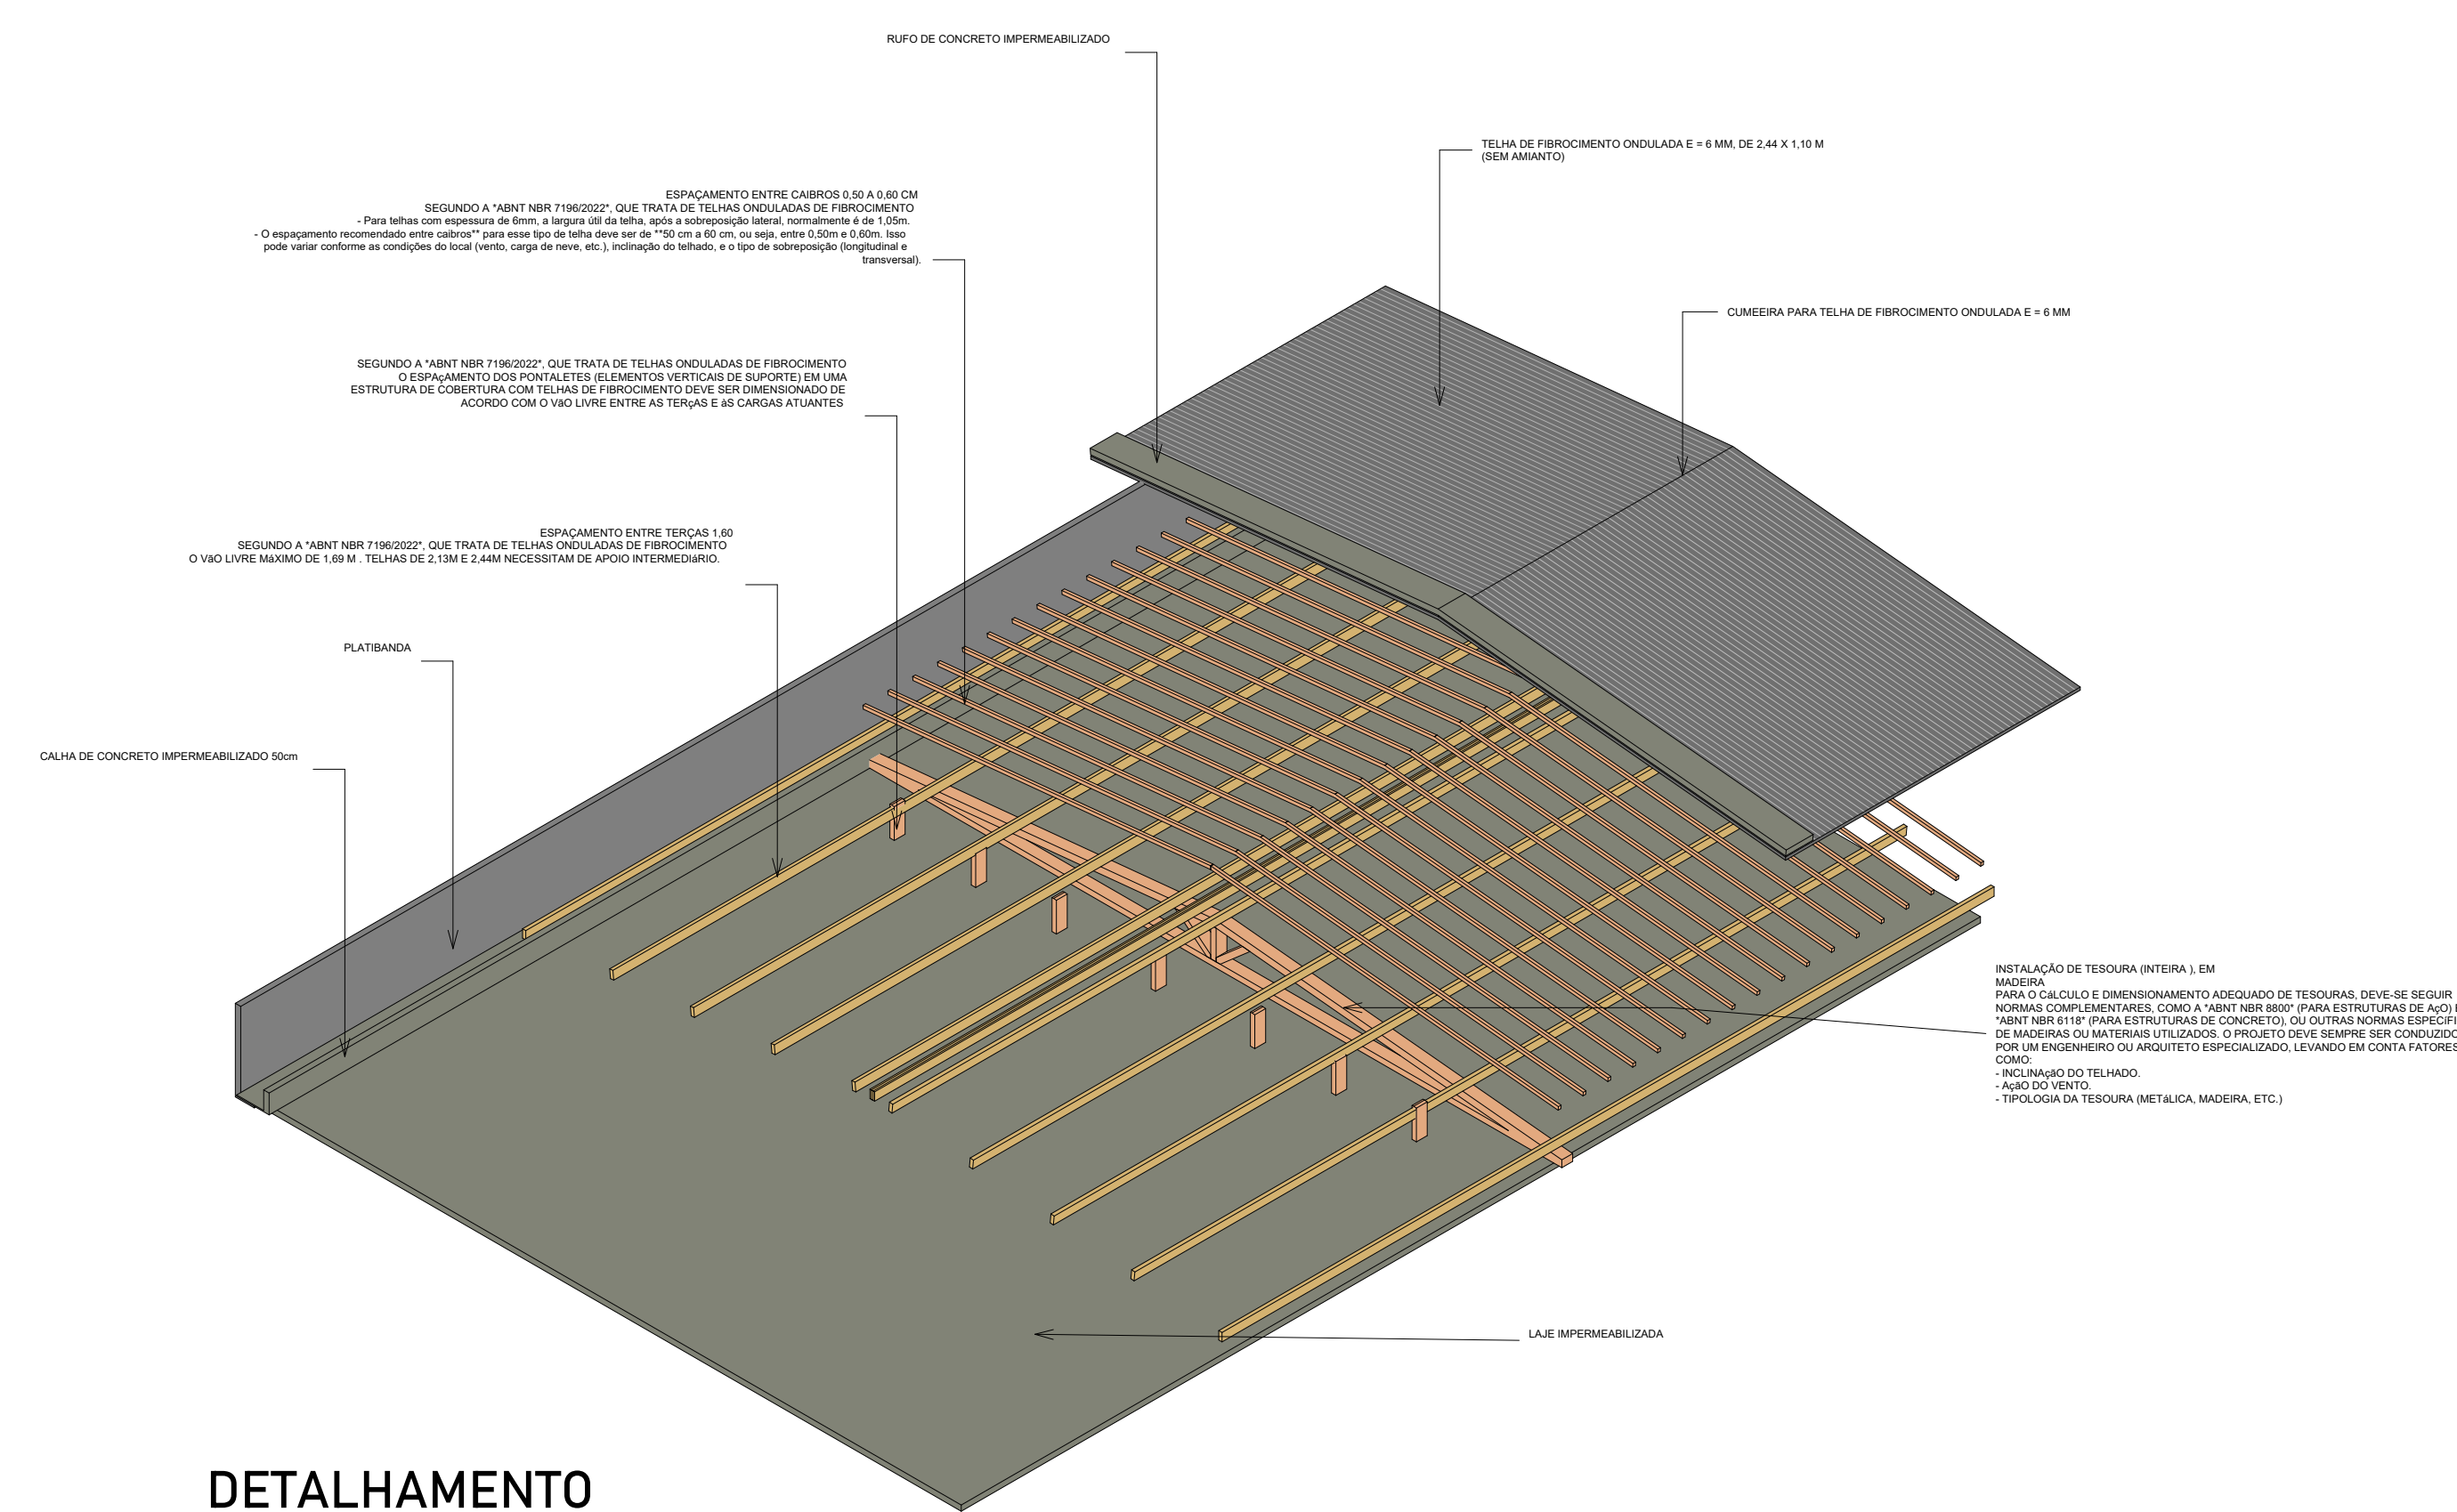 RUFO DE CONCRETO IMPERMEABILIZADO
TELHA DE FIBROCIMENTO ONDULADA E = 6 MM, DE 2,44 X 1,10 M
(SEM AMIANTO)
ESPAÇAMENTO ENTRE CAIBROS 0,50 A 0,60 CM
SEGUNDO A *ABNT NBR 7196/2022*, QUE TRATA DE TELHAS ONDULADAS DE FIBROCIMENTO
- Para telhas com espessura de 6mm, a largura útil da telha, após a sobreposição lateral, normalmente é de 1,05m.
- O espaçamento recomendado entre caibros** para esse tipo de telha deve ser de **50 cm a 60 cm, ou seja, entre 0,50m e 0,60m. Isso
pode variar conforme as condições do local (vento, carga de neve, etc.), inclinação do telhado, e o tipo de sobreposição (longitudinal e
transversal).
CUMEEIRA PARA TELHA DE FIBROCIMENTO ONDULADA E = 6 MM
SEGUNDO A *ABNT NBR 7196/2022*, QUE TRATA DE TELHAS ONDULADAS DE FIBROCIMENTO
O ESPAçAMENTO DOS PONTALETES (ELEMENTOS VERTICAIS DE SUPORTE) EM UMA
ESTRUTURA DE COBERTURA COM TELHAS DE FIBROCIMENTO DEVE SER DIMENSIONADO DE
ACORDO COM O VãO LIVRE ENTRE AS TERçAS E àS CARGAS ATUANTES
ESPAÇAMENTO ENTRE TERÇAS 1,60
SEGUNDO A *ABNT NBR 7196/2022*, QUE TRATA DE TELHAS ONDULADAS DE FIBROCIMENTO
O VãO LIVRE MáXIMO DE 1,69 M . TELHAS DE 2,13M E 2,44M NECESSITAM DE APOIO INTERMEDIáRIO.
PLATIBANDA
CALHA DE CONCRETO IMPERMEABILIZADO 50cm
INSTALAÇÃO DE TESOURA (INTEIRA ), EM
MADEIRA
PARA O CáLCULO E DIMENSIONAMENTO ADEQUADO DE TESOURAS, DEVE-SE SEGUIR
NORMAS COMPLEMENTARES, COMO A *ABNT NBR 8800* (PARA ESTRUTURAS DE AçO) E
*ABNT NBR 6118* (PARA ESTRUTURAS DE CONCRETO), OU OUTRAS NORMAS ESPECÍFI
DE MADEIRAS OU MATERIAIS UTILIZADOS. O PROJETO DEVE SEMPRE SER CONDUZIDO
POR UM ENGENHEIRO OU ARQUITETO ESPECIALIZADO, LEVANDO EM CONTA FATORES
COMO:
- INCLINAçãO DO TELHADO.
- AçãO DO VENTO.
- TIPOLOGIA DA TESOURA (METáLICA, MADEIRA, ETC.)
LAJE IMPERMEABILIZADA
DETALHAMENTO